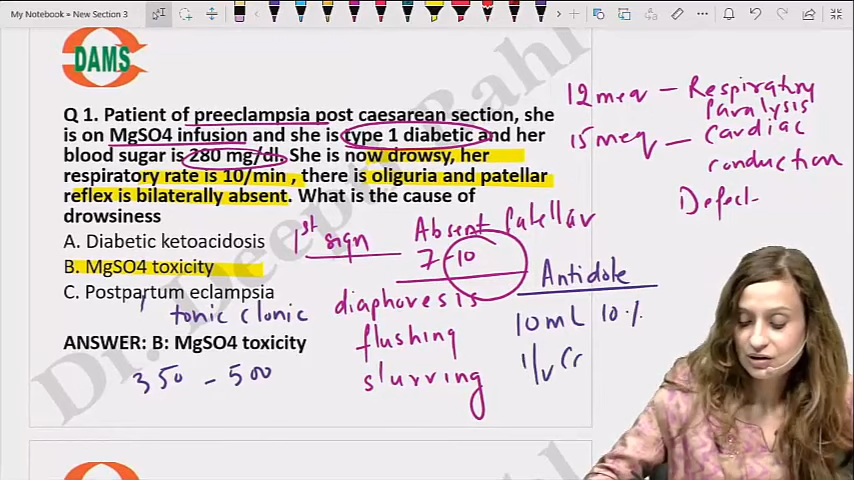 My Notebook » New Section 3
DAMS
Q 1. Patient of preeclampsia post caesarean section, she
is on MgSO4 infusion and she is type 1 diabetic and her
blood sugar is 280 mg/dl. She is now drowsy, her
respiratory rate is 10/min , there is oliguria and patellar
reflex is bilaterally absent. What is the cause of
drowsiness
A. Diabetic ketoacidosis
B. MgSO4 toxicity
C. Postpartum eclampsia
tonic clonic
ANSWER: B: MgSO4 toxicity
350 - 500
1st sign
Absent Patellar
7-10
diaphoresis
flushing
slurring
12 meq - Respiratory
paralysis
15 meq - Cardiac
conduction
Defect
Antidote
10mL 10%
I/V